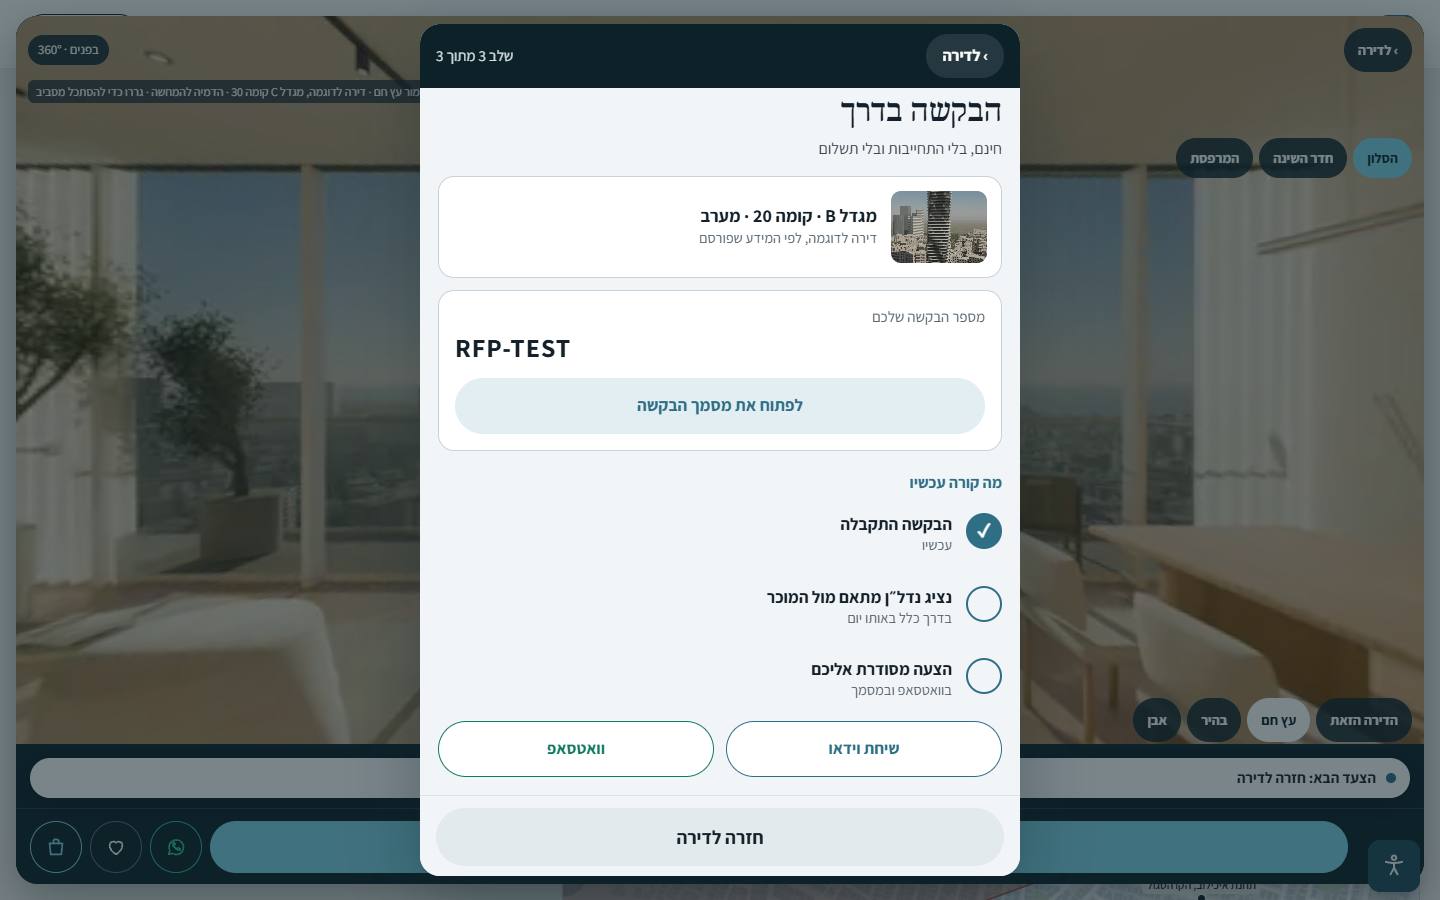 ‹ לדירה
שלב 3 מתוך 3
בפנים · 360°
‹ לדירה
עץ חם · דירה לדוגמה, מגדל C קומה 30 · הדמיה להמחשה · גררו כדי להסתכל מסביב
הסלון
חדר השינה
המרפסת
הבקשה בדרך
חינם, בלי התחייבות ובלי תשלום
מגדל B · קומה 20 · מערב
דירה לדוגמה, לפי המידע שפורסם
מספר הבקשה שלכם
RFP-TEST
לפתוח את מסמך הבקשה
מה קורה עכשיו
הבקשה התקבלה
עכשיו
נציג נדל״ן מתאם מול המוכר
בדרך כלל באותו יום
הצעה מסודרת אליכם
בוואטסאפ ובמסמך
שיחת וידאו
וואטסאפ
חזרה לדירה
הדירה הזאת
עץ חם
בהיר
אבן
הצעד הבא: חזרה לדירה